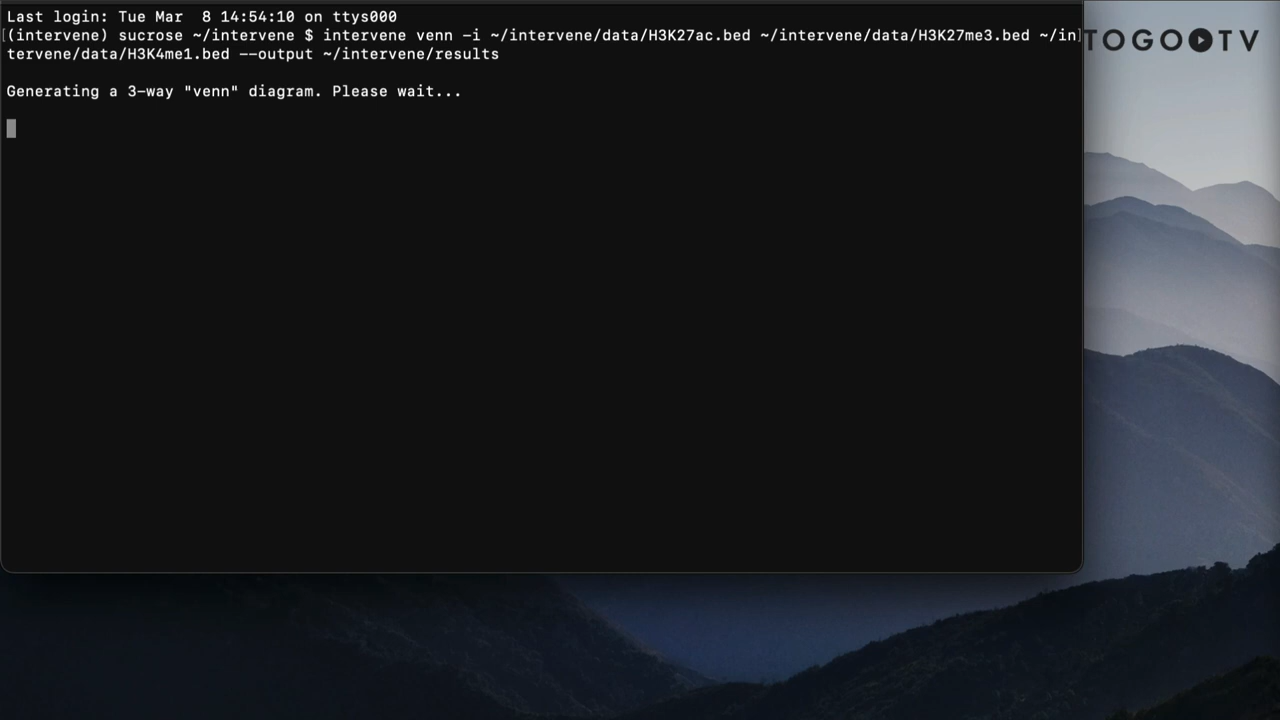 Last login: Tue Mar  8 14:54:10 on ttys000
[(intervene) sucrose ~/intervene $ intervene venn -i ~/intervene/data/H3K27ac.bed ~/intervene/data/H3K27me3.bed ~/in]
tervene/data/H3K4me1.bed --output ~/intervene/results
Generating a 3-way "venn" diagram. Please wait...
TOGOTV